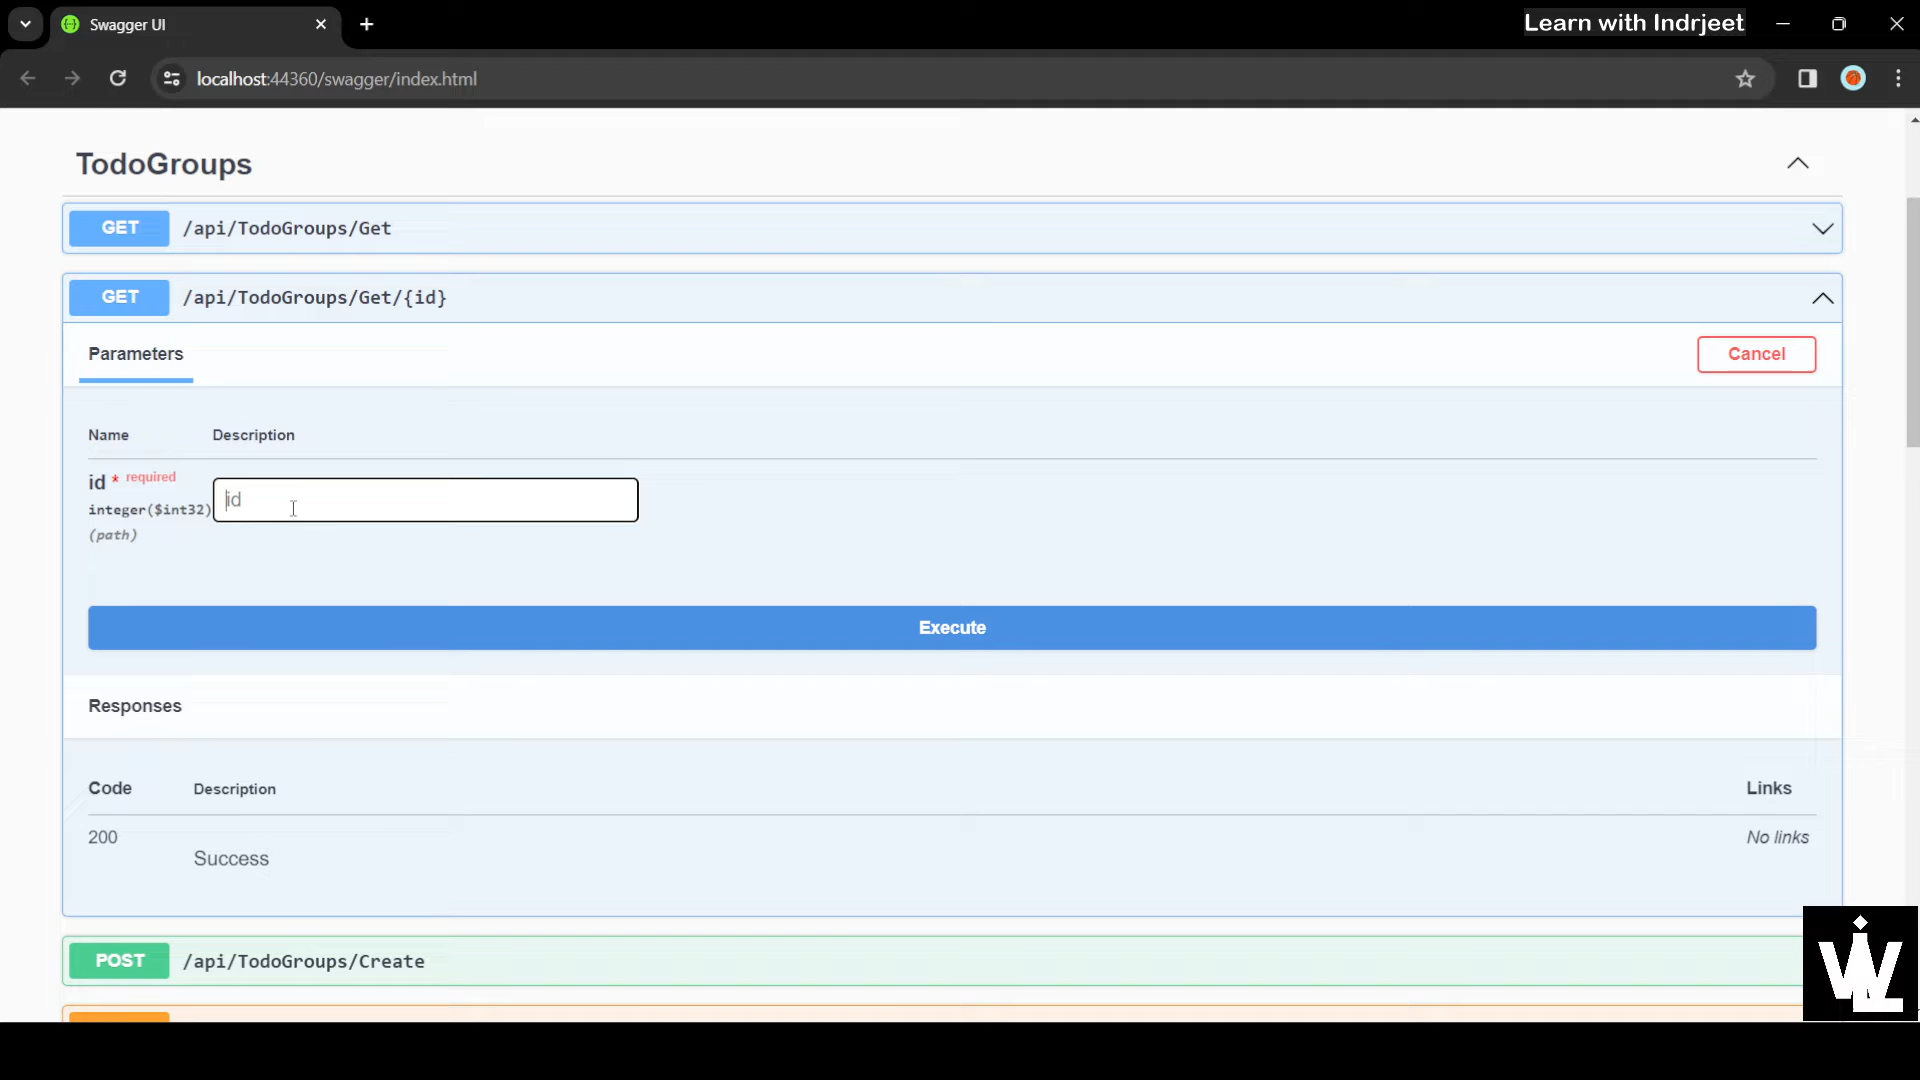 Swagger UI
Learn with Indrjeet
localhost:44360/swagger/index.html
TodoGroups
GET /api/TodoGroups/Get
GET /api/TodoGroups/Get/{id}
Parameters
Cancel
Name Description
id * required
integer($int32)
(path)
id
Execute
Responses
Code Description Links
200
Success
No links
POST /api/TodoGroups/Create